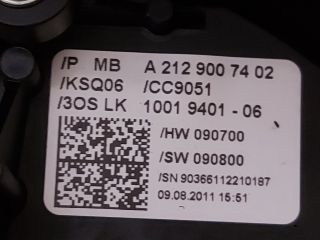 /P MB A 212 900 74 02
/KSQ06 /CC9051
/3OS LK 1001 9401 - 06
/HW 090700
/SW 090800
/SN 90366112210187
09.08.2011 15:51